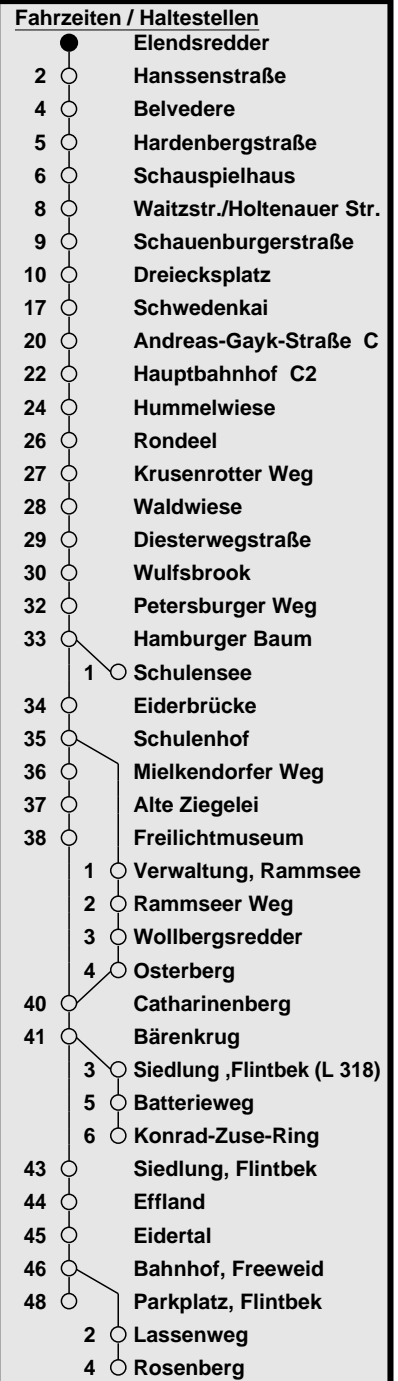 Fahrzeiten / Haltestellen
Elendsredder
2 Hanssenstraße
4 Belvedere
5 Hardenbergstraße
6 Schauspielhaus
8 Waitzstr./Holtenauer Str.
9 Schauenburgerstraße
10 Dreiecksplatz
17 Schwedenkai
20 Andreas-Gayk-Straße C
22 Hauptbahnhof C2
24 Hummelwiese
26 Rondeel
27 Krusenrotter Weg
28 Waldwiese
29 Diesterwegstraße
30 Wulfsbrook
32 Petersburger Weg
33 Hamburger Baum
1 Schulensee
34 Eiderbrücke
35 Schulenhof
36 Mielkendorfer Weg
37 Alte Ziegelei
38 Freilichtmuseum
1 Verwaltung, Rammsee
2 Rammseer Weg
3 Wollbergsredder
4 Osterberg
40 Catharinenberg
41 Bärenkrug
3 Siedlung ,Flintbek (L 318)
5 Batterieweg
6 Konrad-Zuse-Ring
43 Siedlung, Flintbek
44 Effland
45 Eidertal
46 Bahnhof, Freeweid
48 Parkplatz, Flintbek
2 Lassenweg
4 Rosenberg